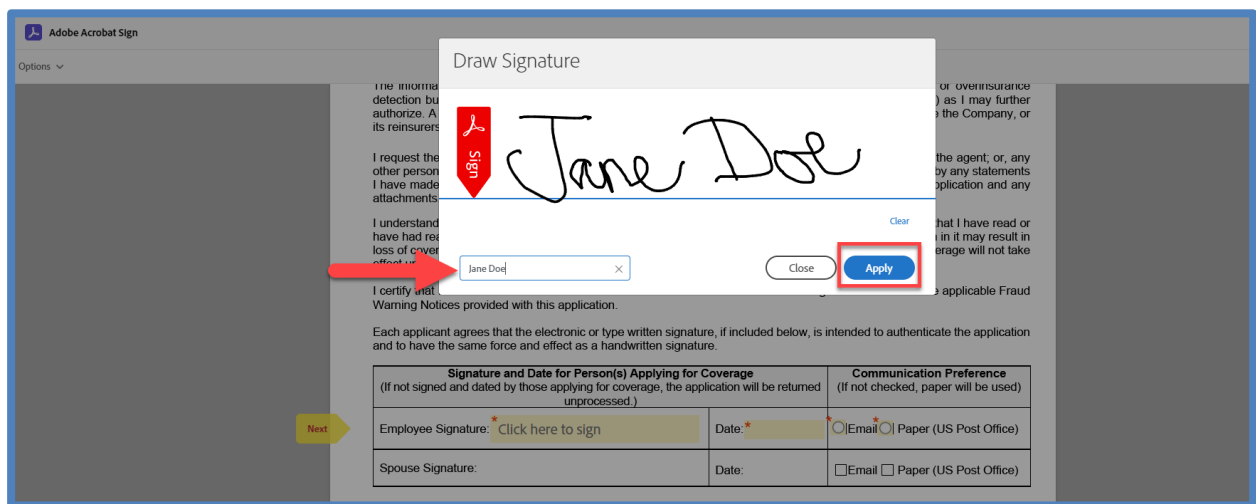 Adobe Acrobat Sign
Options
Draw Signature
The informa
or overinsurance
detection bu
) as I may further
authorize. A
the Company, or
its reinsurers
I request the
the agent; or, any
other person
by any statements
I have made
pplication and any
attachments
Sign
Jane Doe
I understand
that I have read or
have had rea
in it may result in
loss of cover
erage will not take
Clear
Jane Doe
Close
Apply
I certify that
applicable Fraud
Warning Notices provided with this application.
Each applicant agrees that the electronic or type written signature, if included below, is intended to authenticate the application
and to have the same force and effect as a handwritten signature.
Signature and Date for Person(s) Applying for Coverage
(If not signed and dated by those applying for coverage, the application will be returned
unprocessed.)
Communication Preference
(If not checked, paper will be used)
Next
Employee Signature: * Click here to sign
Date: *
* Email * Paper (US Post Office)
Spouse Signature:
Date:
Email Paper (US Post Office)